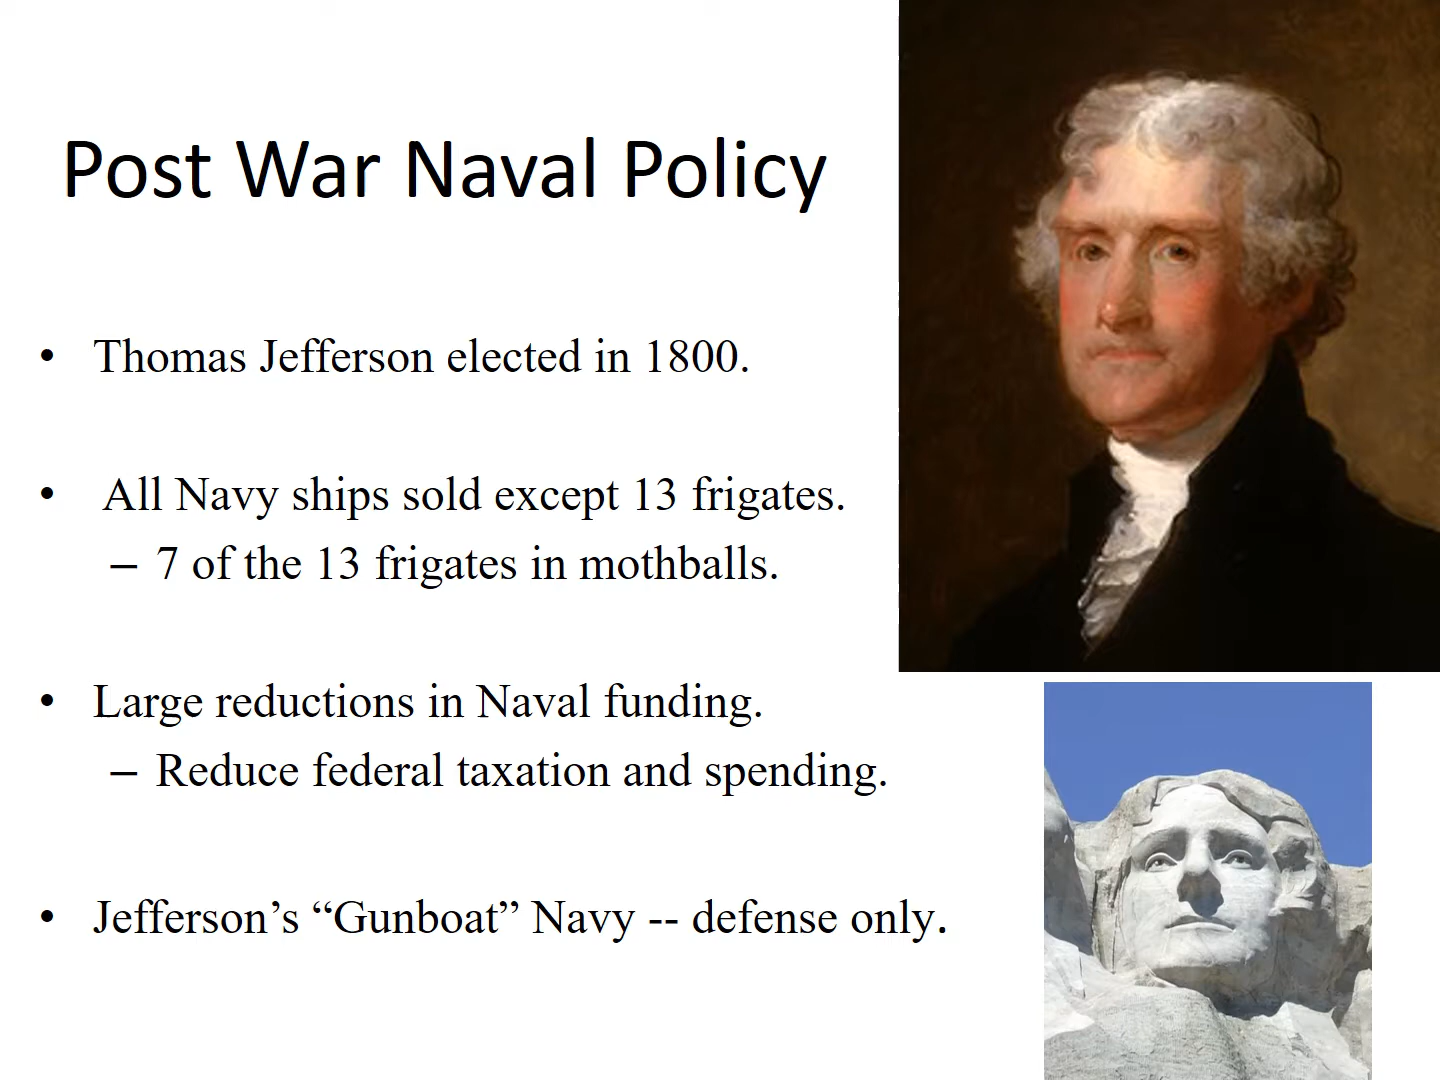 Post War Naval Policy
• Thomas Jefferson elected in 1800.
• All Navy ships sold except 13 frigates.
– 7 of the 13 frigates in mothballs.
• Large reductions in Naval funding.
– Reduce federal taxation and spending.
• Jefferson’s “Gunboat” Navy -- defense only.